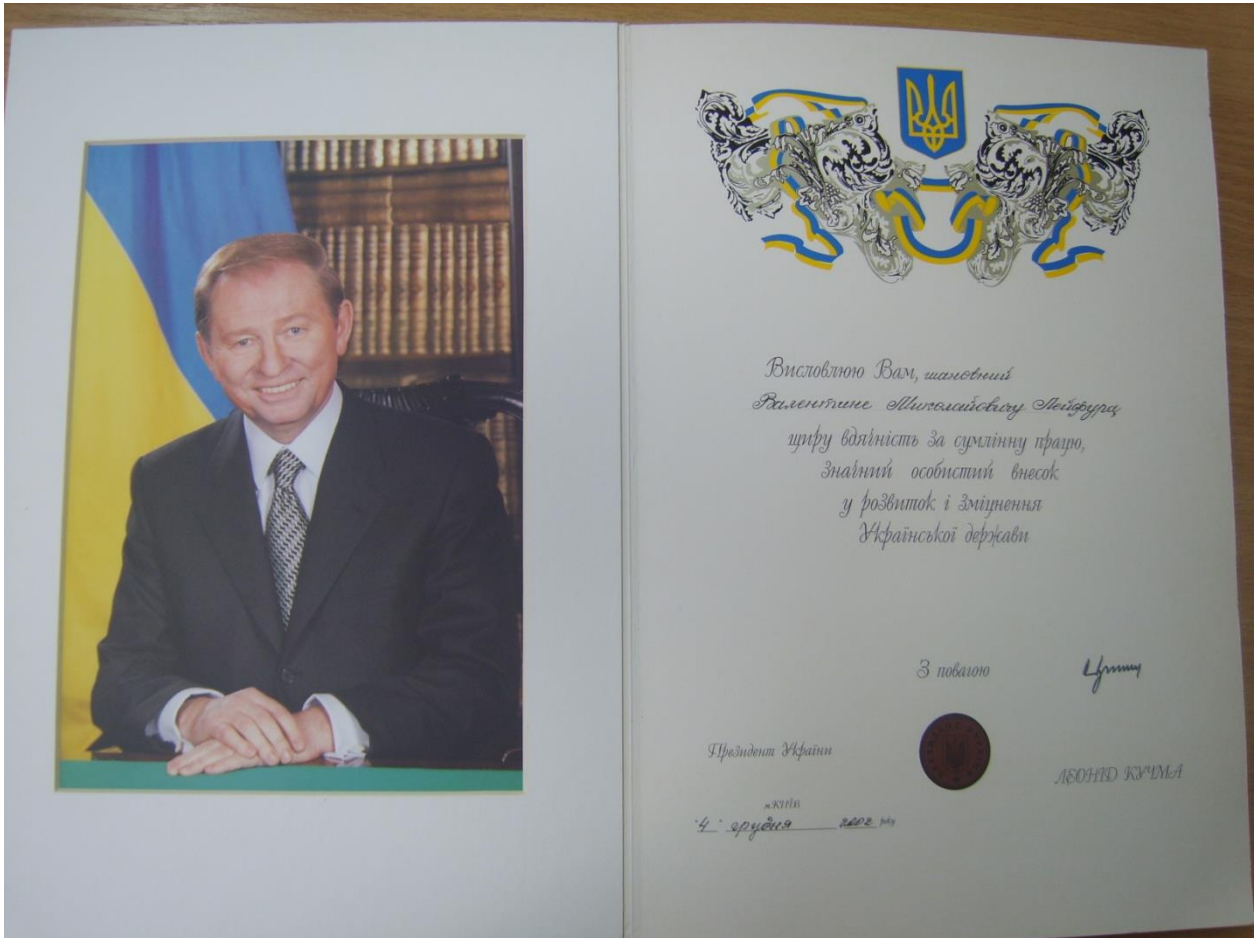 Висловлюю Вам, шановний
Валентине Миколайовичу Лейфура
щиру вдячність за сумлінну працю,
значний особистий внесок
у розвиток і зміцнення
Української держави
З повагою
Президент України
ЛЕОНІД КУЧМА
м.КИЇВ
"4" грудня 2002 року